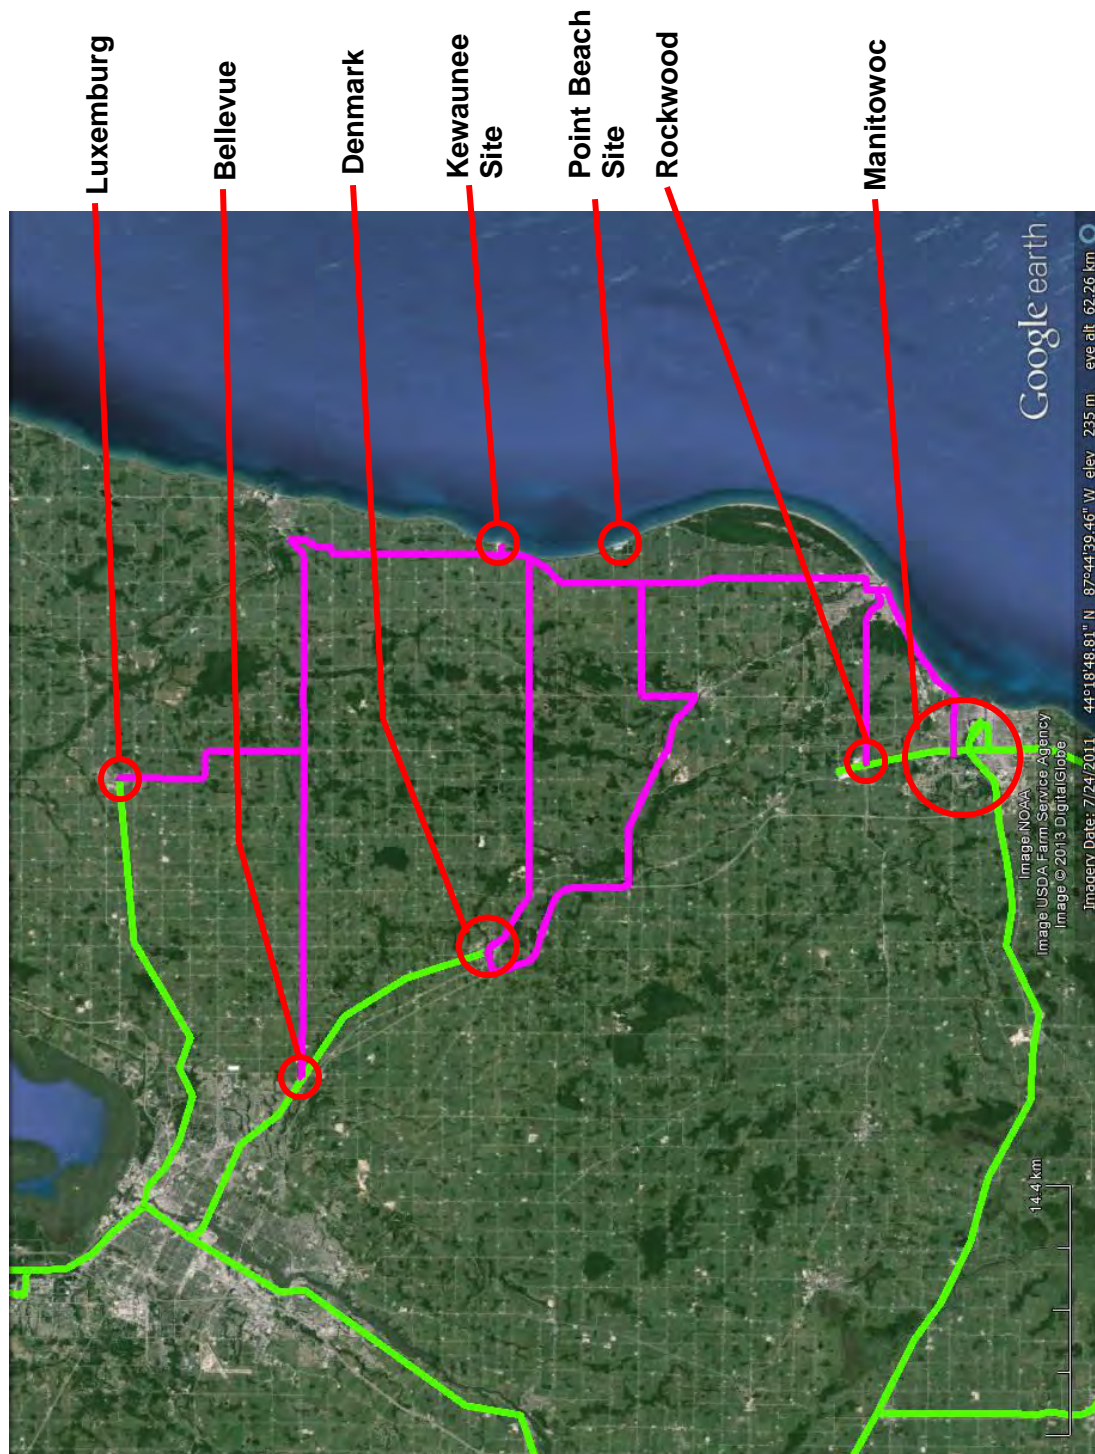 Luxemburg
Bellevue
Denmark
Kewaunee
Site
Point Beach
Site
Rockwood
Manitowoc
Google earth
Image NOAA
Image USDA Farm Service Agency
Image © 2013 DigitalGlobe
14.4 km
Imagery Date: 7/24/2011 44°18'48.81" N 87°44'39.46" W elev 235 m eye alt 62.26 km